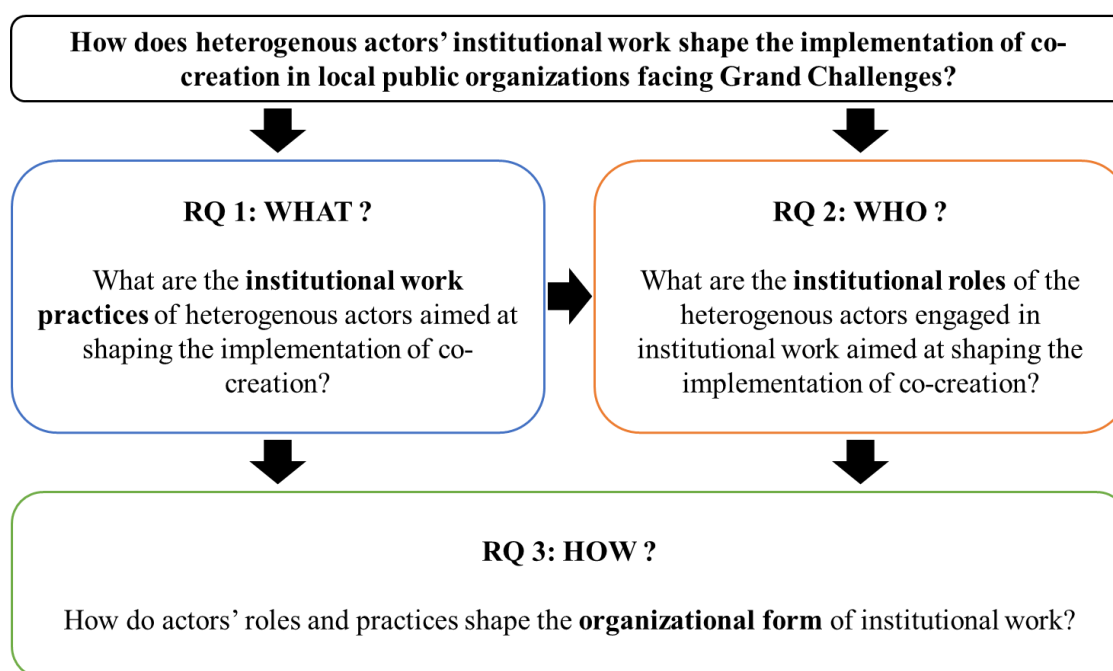 How does heterogenous actors’ institutional work shape the implementation of co-
creation in local public organizations facing Grand Challenges?
RQ 1: WHAT ?
What are the institutional work
practices of heterogenous actors aimed at
shaping the implementation of co-
creation?
RQ 2: WHO ?
What are the institutional roles of the
heterogenous actors engaged in
institutional work aimed at shaping the
implementation of co-creation?
RQ 3: HOW ?
How do actors’ roles and practices shape the organizational form of institutional work?